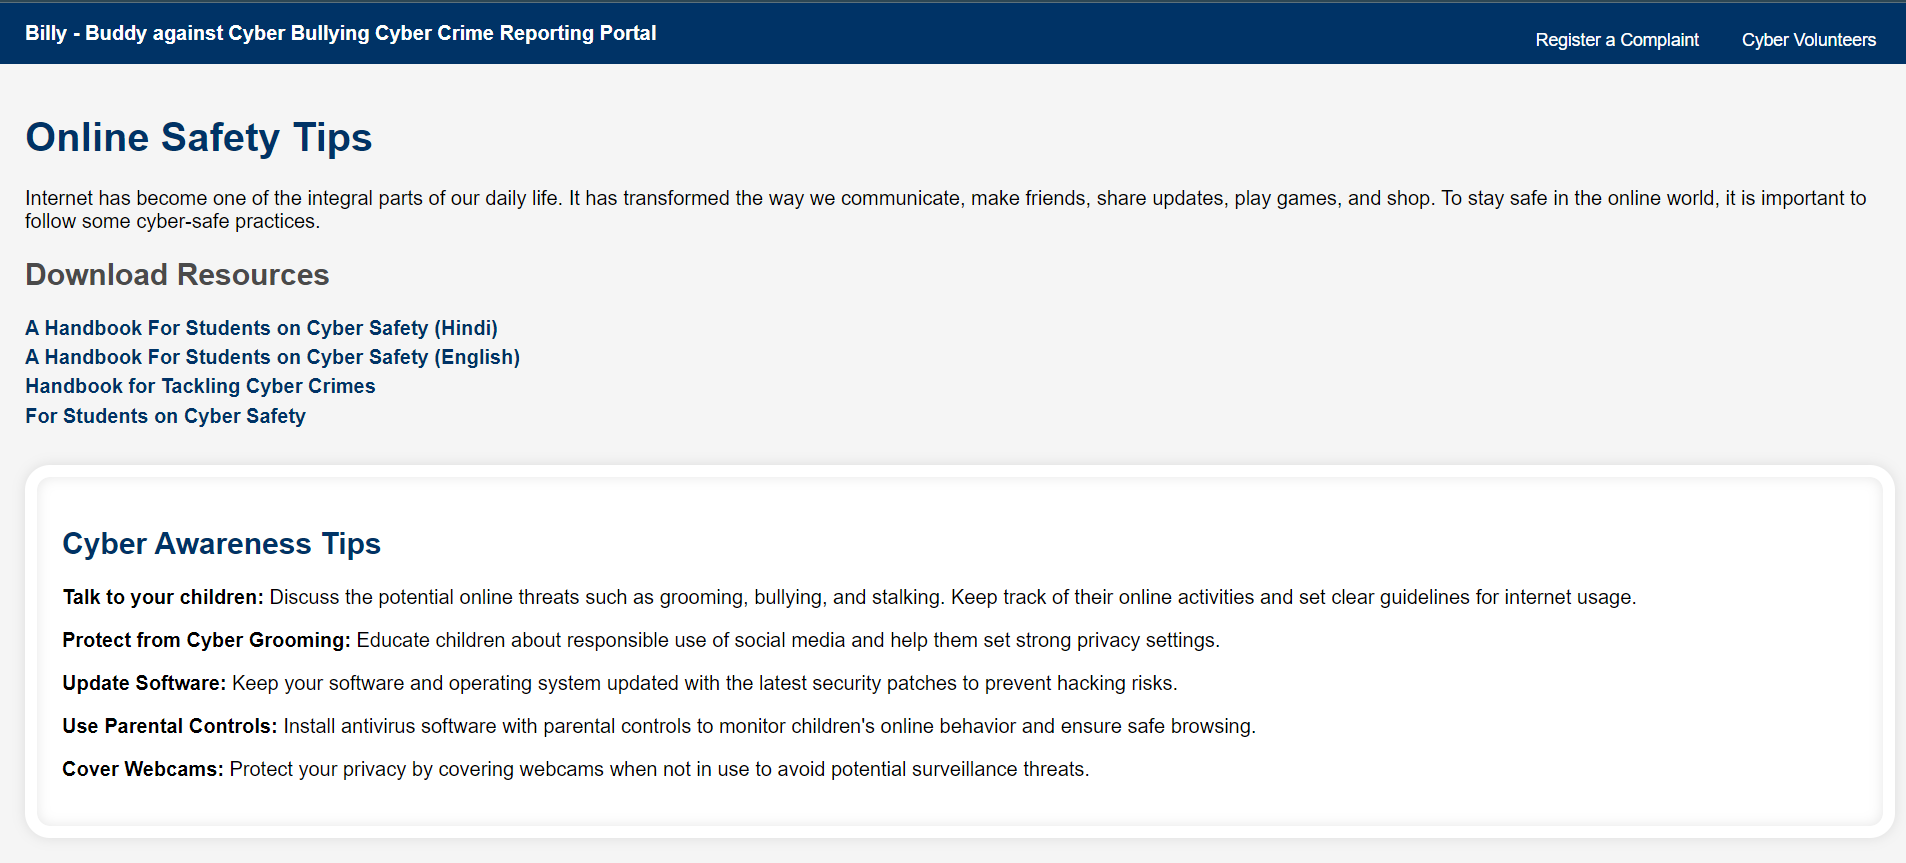 Billy - Buddy against Cyber Bullying Cyber Crime Reporting Portal
Register a Complaint
Cyber Volunteers
Online Safety Tips
Internet has become one of the integral parts of our daily life. It has transformed the way we communicate, make friends, share updates, play games, and shop. To stay safe in the online world, it is important to
follow some cyber-safe practices.
Download Resources
A Handbook For Students on Cyber Safety (Hindi)
A Handbook For Students on Cyber Safety (English)
Handbook for Tackling Cyber Crimes
For Students on Cyber Safety
Cyber Awareness Tips
Talk to your children: Discuss the potential online threats such as grooming, bullying, and stalking. Keep track of their online activities and set clear guidelines for internet usage.
Protect from Cyber Grooming: Educate children about responsible use of social media and help them set strong privacy settings.
Update Software: Keep your software and operating system updated with the latest security patches to prevent hacking risks.
Use Parental Controls: Install antivirus software with parental controls to monitor children's online behavior and ensure safe browsing.
Cover Webcams: Protect your privacy by covering webcams when not in use to avoid potential surveillance threats.